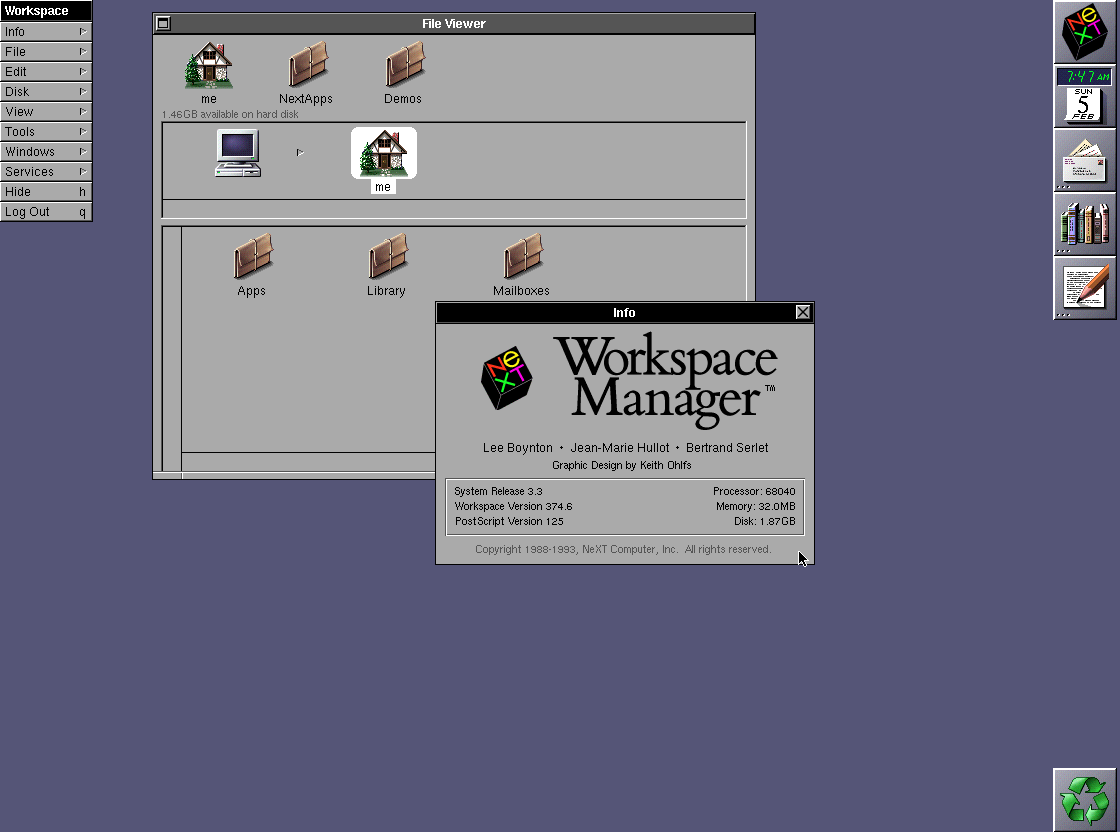 Workspace
Info
File
Edit
Disk
View
Tools
Windows
Services
Hide h
Log Out q
File Viewer
me
NextApps
Demos
1.46GB available on hard disk
me
Apps
Library
Mailboxes
Info
NeXT
Workspace
Manager™
Lee Boynton • Jean-Marie Hullot • Bertrand Serlet
Graphic Design by Keith Ohlfs
System Release 3.3 Processor: 68040
Workspace Version 374.6 Memory: 32.0MB
PostScript Version 125 Disk: 1.87GB
Copyright 1988-1993, NeXT Computer, Inc. All rights reserved.
NeXT
7:47 AM
SUN
5
FEB